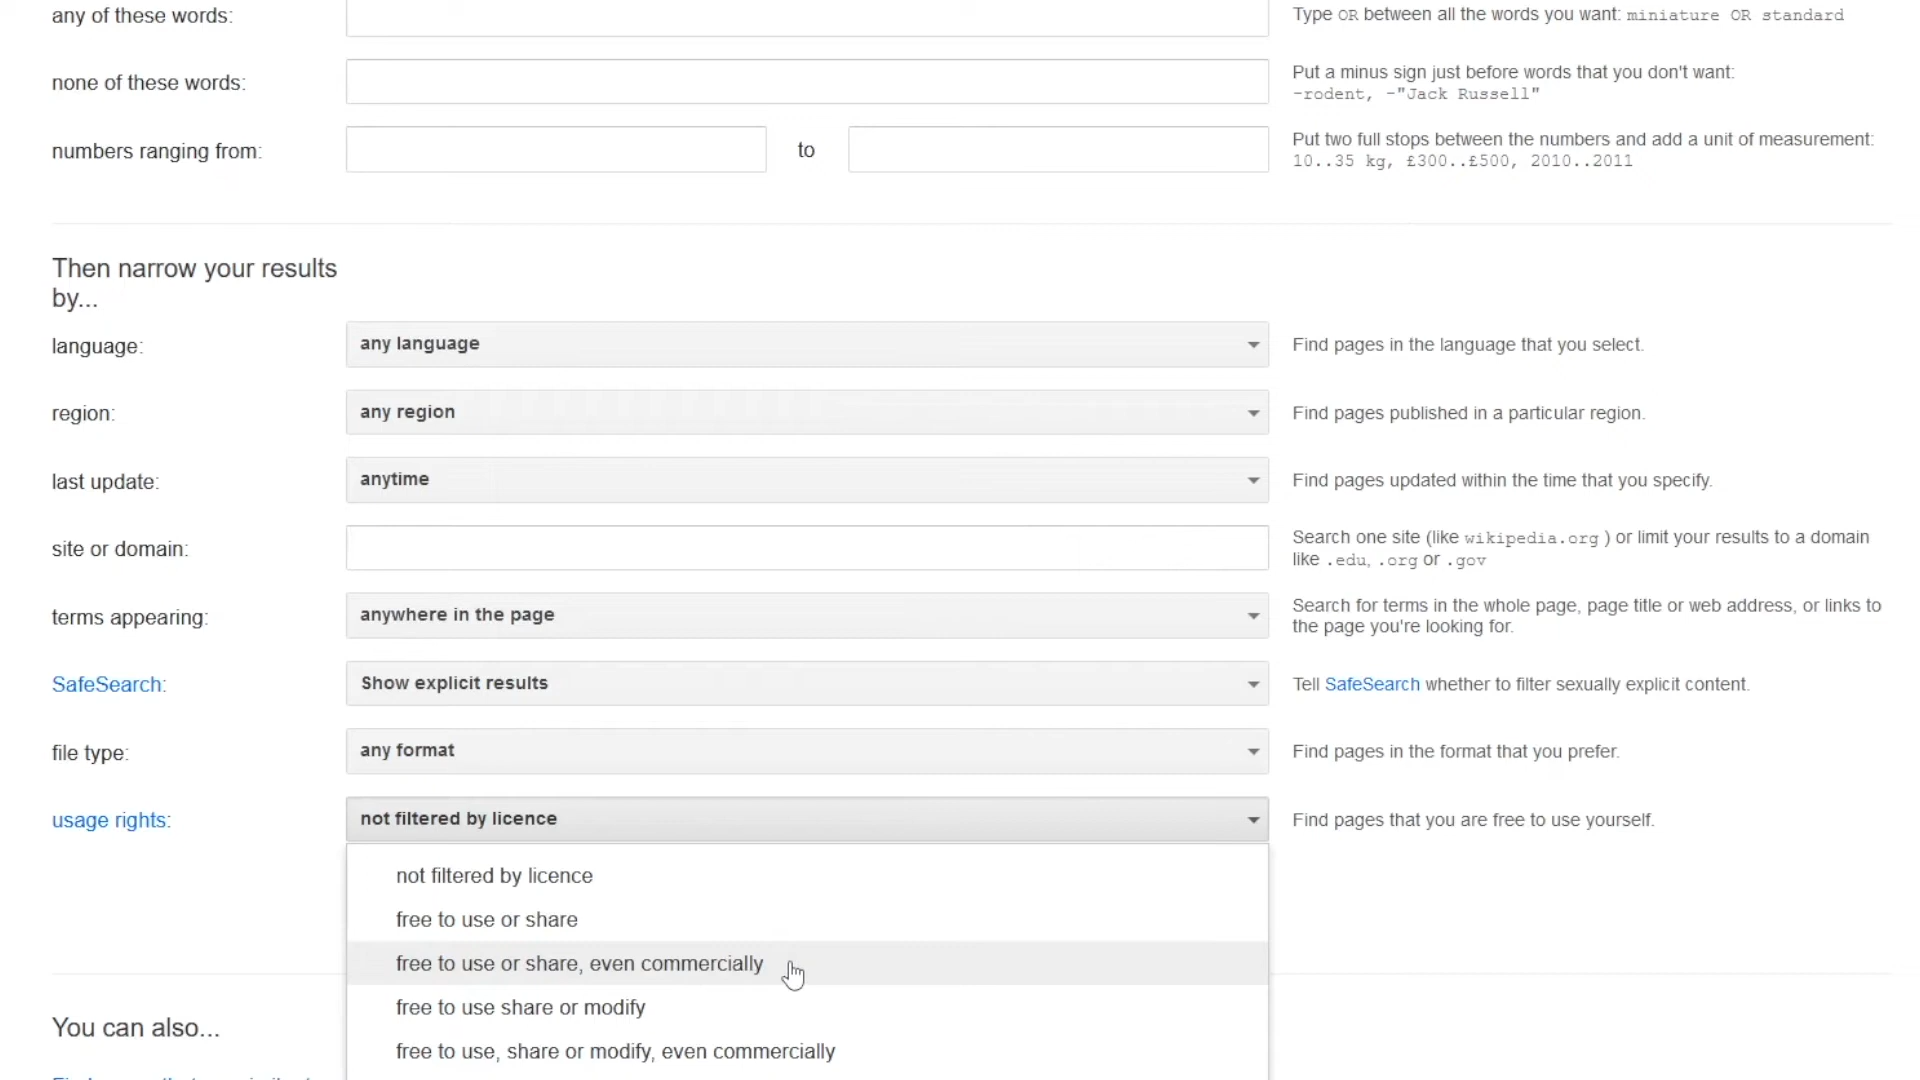 any of these words:
Type OR between all the words you want: miniature OR standard
none of these words:
Put a minus sign just before words that you don't want:
-rodent, -"Jack Russell"
numbers ranging from:
to
Put two full stops between the numbers and add a unit of measurement:
10..35 kg, £300..£500, 2010..2011
Then narrow your results
by...
language:
any language
Find pages in the language that you select.
region:
any region
Find pages published in a particular region.
last update:
anytime
Find pages updated within the time that you specify.
site or domain:
Search one site (like wikipedia.org ) or limit your results to a domain
like .edu, .org or .gov
terms appearing:
anywhere in the page
Search for terms in the whole page, page title or web address, or links to
the page you're looking for.
SafeSearch:
Show explicit results
Tell SafeSearch whether to filter sexually explicit content.
file type:
any format
Find pages in the format that you prefer.
usage rights:
not filtered by licence
Find pages that you are free to use yourself.
not filtered by licence
free to use or share
free to use or share, even commercially
free to use share or modify
free to use, share or modify, even commercially
You can also...